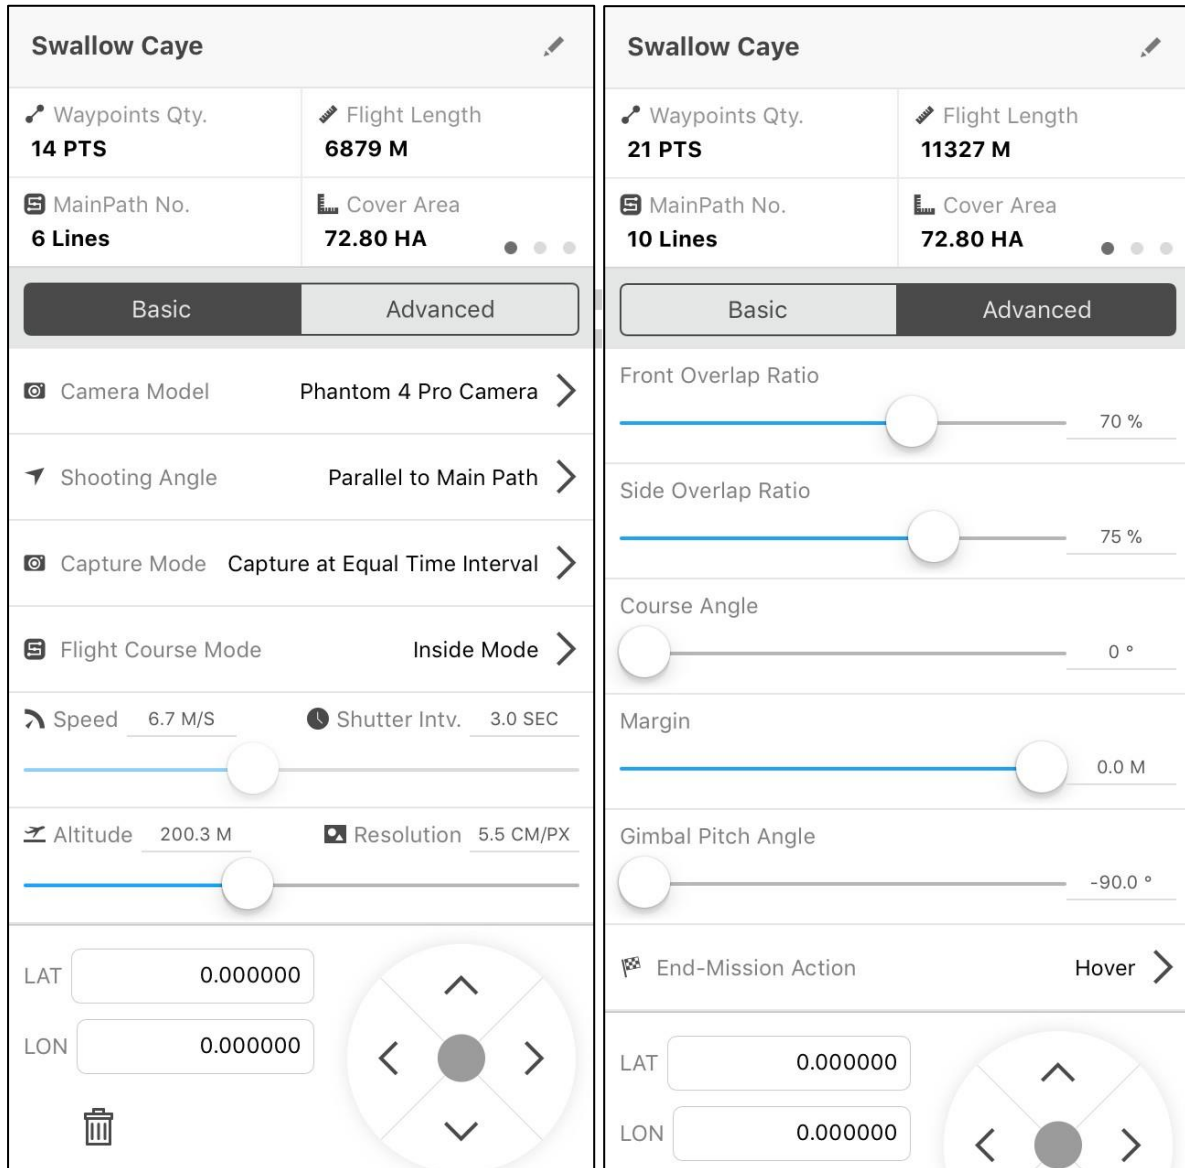 Swallow Caye
Waypoints Qty.
14 PTS
Flight Length
6879 M
MainPath No.
6 Lines
Cover Area
72.80 HA
Basic
Advanced
Camera Model
Phantom 4 Pro Camera
Shooting Angle
Parallel to Main Path
Capture Mode
Capture at Equal Time Interval
Flight Course Mode
Inside Mode
Speed
6.7 M/S
Shutter Intv.
3.0 SEC
Altitude
200.3 M
Resolution
5.5 CM/PX
LAT
0.000000
LON
0.000000
Swallow Caye
Waypoints Qty.
21 PTS
Flight Length
11327 M
MainPath No.
10 Lines
Cover Area
72.80 HA
Basic
Advanced
Front Overlap Ratio
70 %
Side Overlap Ratio
75 %
Course Angle
0 °
Margin
0.0 M
Gimbal Pitch Angle
-90.0 °
End-Mission Action
Hover
LAT
0.000000
LON
0.000000